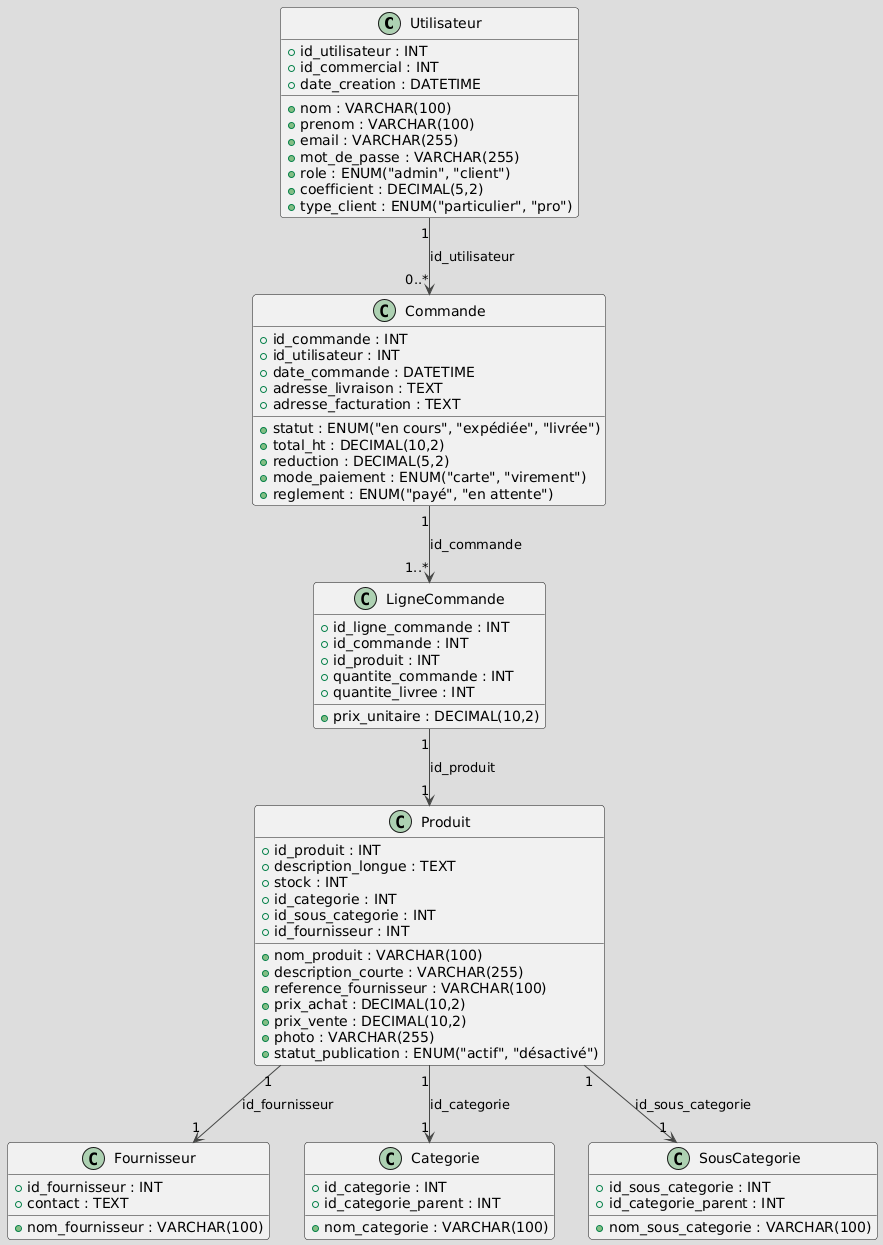 C Utilisateur
id_utilisateur : INT
id_commercial : INT
date_creation : DATETIME
nom : VARCHAR(100)
prenom : VARCHAR(100)
email : VARCHAR(255)
mot_de_passe : VARCHAR(255)
role : ENUM("admin", "client")
coefficient : DECIMAL(5,2)
type_client : ENUM("particulier", "pro")
1
id_utilisateur
0..*
C Commande
id_commande : INT
id_utilisateur : INT
date_commande : DATETIME
adresse_livraison : TEXT
adresse_facturation : TEXT
statut : ENUM("en cours", "expédiée", "livrée")
total_ht : DECIMAL(10,2)
reduction : DECIMAL(5,2)
mode_paiement : ENUM("carte", "virement")
reglement : ENUM("payé", "en attente")
1
id_commande
1..*
C LigneCommande
id_ligne_commande : INT
id_commande : INT
id_produit : INT
quantite_commande : INT
quantite_livree : INT
prix_unitaire : DECIMAL(10,2)
1
id_produit
1
C Produit
id_produit : INT
description_longue : TEXT
stock : INT
id_categorie : INT
id_sous_categorie : INT
id_fournisseur : INT
nom_produit : VARCHAR(100)
description_courte : VARCHAR(255)
reference_fournisseur : VARCHAR(100)
prix_achat : DECIMAL(10,2)
prix_vente : DECIMAL(10,2)
photo : VARCHAR(255)
statut_publication : ENUM("actif", "désactivé")
1
id_fournisseur
1
1
id_categorie
1
1
id_sous_categorie
1
C Fournisseur
id_fournisseur : INT
contact : TEXT
nom_fournisseur : VARCHAR(100)
C Categorie
id_categorie : INT
id_categorie_parent : INT
nom_categorie : VARCHAR(100)
C SousCategorie
id_sous_categorie : INT
id_categorie_parent : INT
nom_sous_categorie : VARCHAR(100)